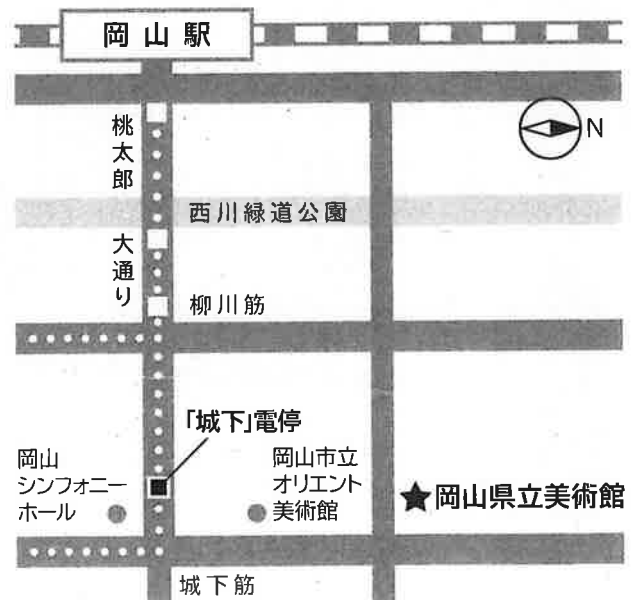 岡山駅
N
桃太郎
大通り
西川緑道公園
柳川筋
「城下」電停
岡山
シンフォニー
ホール
岡山市立
オリエント
美術館
★岡山県立美術館
城下筋